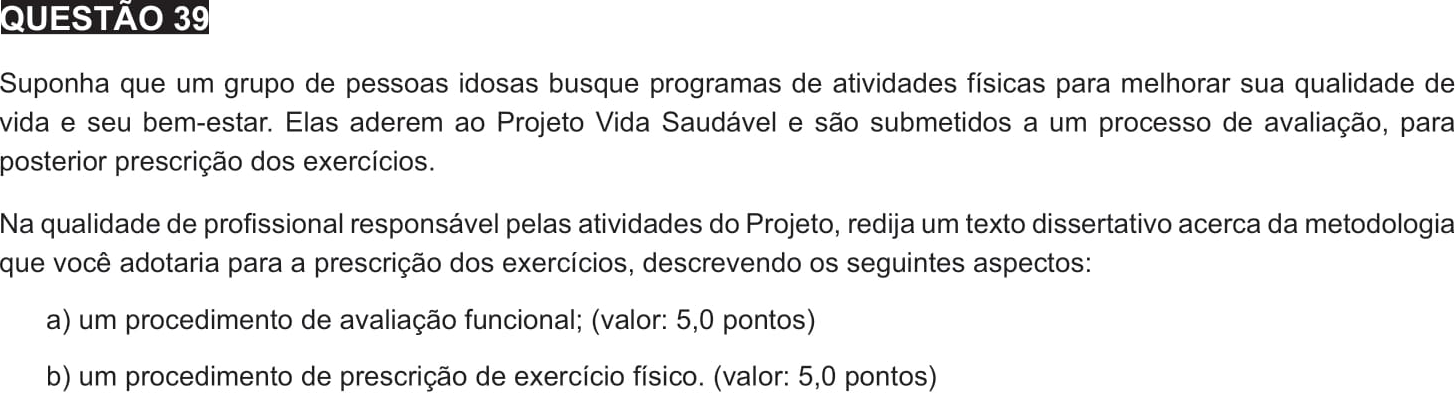 QUESTÃO 39
Suponha que um grupo de pessoas idosas busque programas de atividades físicas para melhorar sua qualidade de
vida e seu bem-estar. Elas aderem ao Projeto Vida Saudável e são submetidos a um processo de avaliação, para
posterior prescrição dos exercícios.
Na qualidade de profissional responsável pelas atividades do Projeto, redija um texto dissertativo acerca da metodologia
que você adotaria para a prescrição dos exercícios, descrevendo os seguintes aspectos:
a) um procedimento de avaliação funcional; (valor: 5,0 pontos)
b) um procedimento de prescrição de exercício físico. (valor: 5,0 pontos)